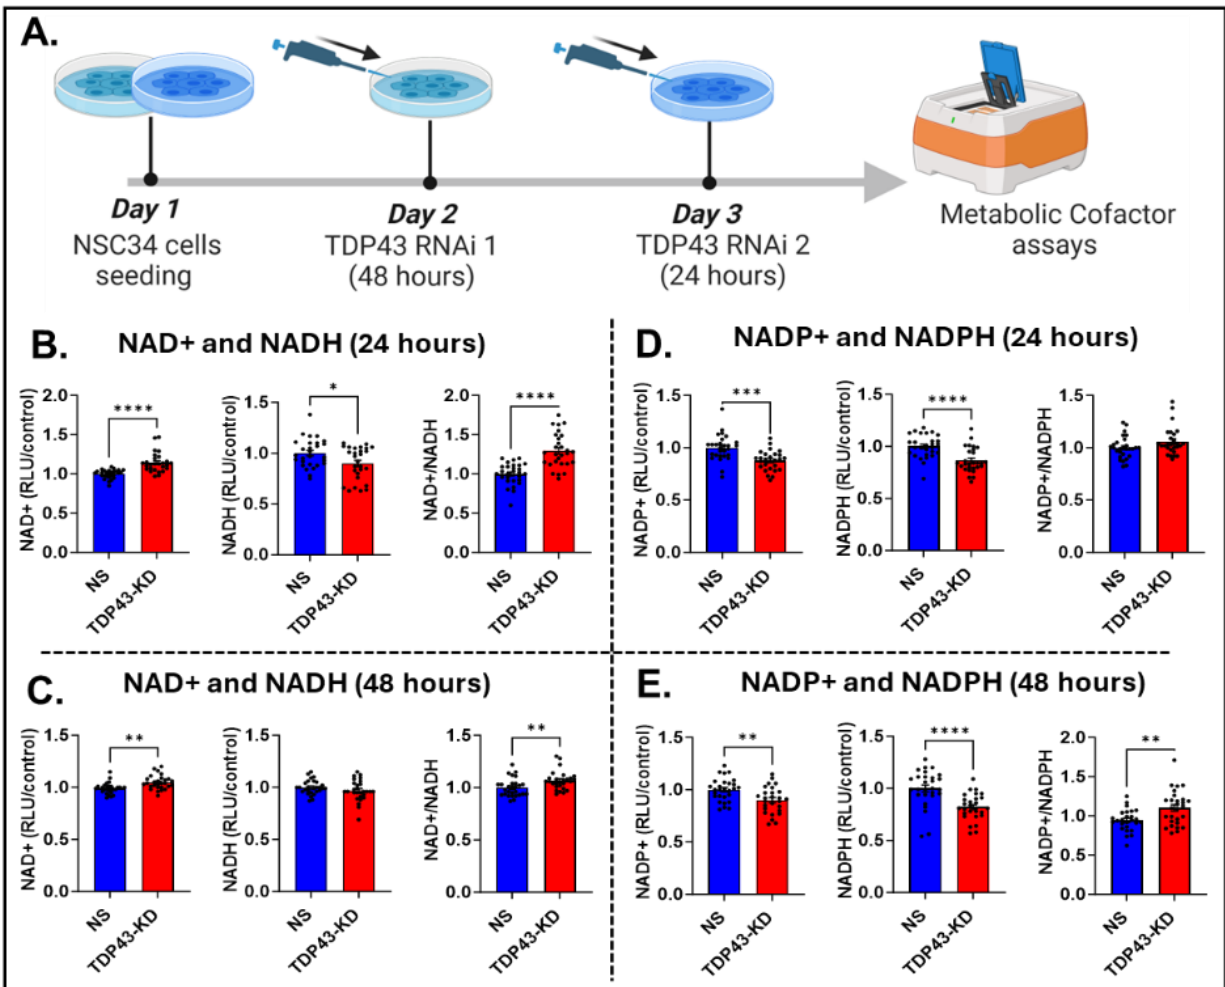 A.
Day 1
NSC34 cells
seeding
Day 2
TDP43 RNAi 1
(48 hours)
Day 3
TDP43 RNAi 2
(24 hours)
Metabolic Cofactor
assays
B.
NAD+ and NADH (24 hours)
NAD+ (RLU/control)
2.0
1.5
1.0
0.5
0.0
****
NS
TDP43-KD
NADH (RLU/control)
1.5
1.0
0.5
0.0
*
NS
TDP43-KD
NAD+/NADH
2.0
1.5
1.0
0.5
0.0
****
NS
TDP43-KD
D.
NADP+ and NADPH (24 hours)
NADP+ (RLU/control)
1.5
1.0
0.5
0.0
***
NS
TDP43-KD
NADPH (RLU/control)
1.5
1.0
0.5
0.0
****
NS
TDP43-KD
NADP+/NADPH
1.5
1.0
0.5
0.0
NS
TDP43-KD
C.
NAD+ and NADH (48 hours)
NAD+ (RLU/control)
1.5
1.0
0.5
0.0
**
NS
TDP43-KD
NADH (RLU/control)
1.5
1.0
0.5
0.0
NS
TDP43-KD
NAD+/NADH
1.5
1.0
0.5
0.0
**
NS
TDP43-KD
E.
NADP+ and NADPH (48 hours)
NADP+ (RLU/control)
1.5
1.0
0.5
0.0
**
NS
TDP43-KD
NADPH (RLU/control)
1.5
1.0
0.5
0.0
****
NS
TDP43-KD
NADP+/NADPH
2.0
1.5
1.0
0.5
0.0
**
NS
TDP43-KD